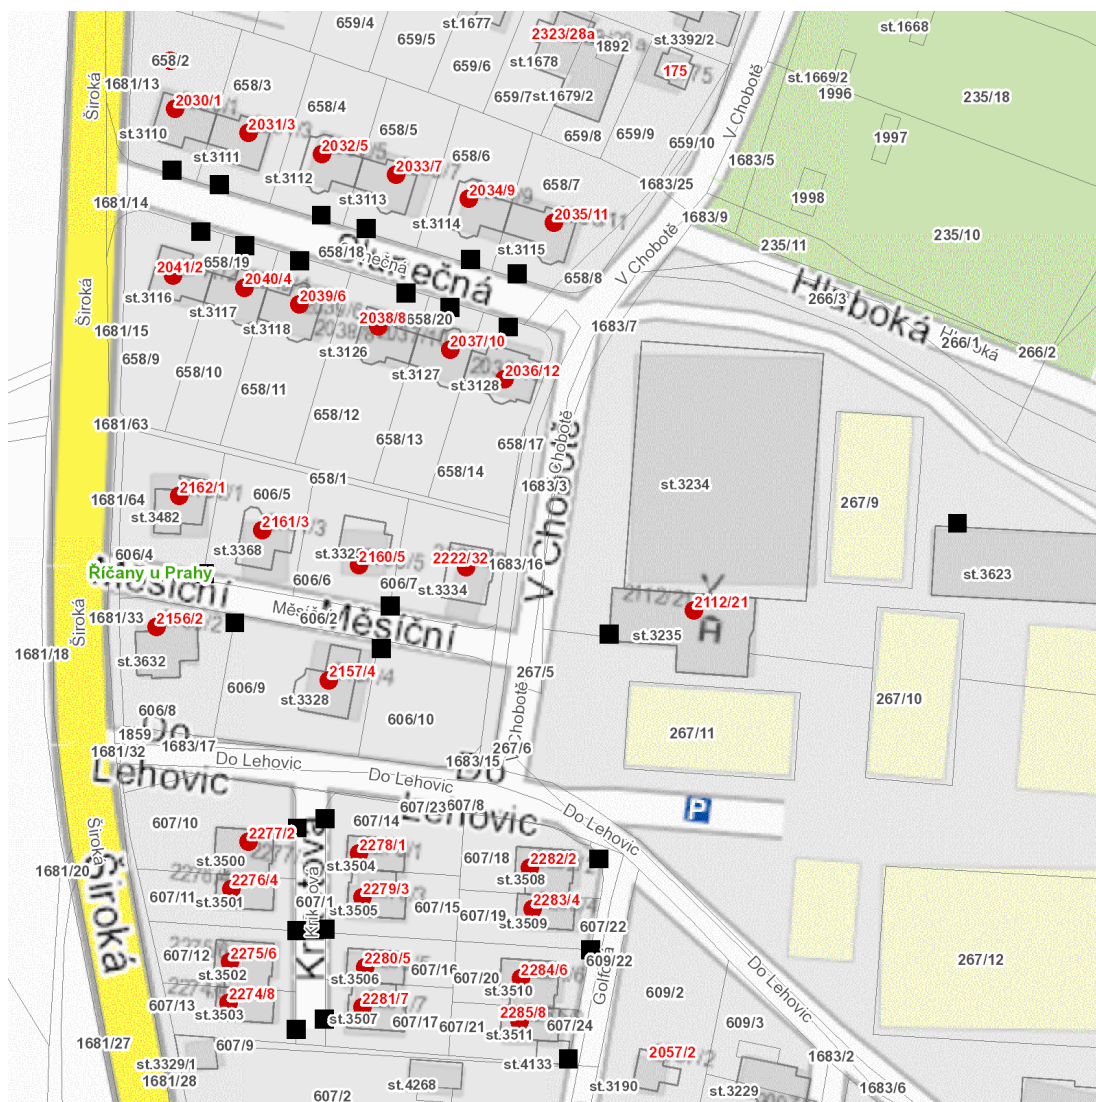 659/4
st.1677
659/5
2323/28a
1892
st.3392/2
st.1668
658/2
1681/13
658/3
659/6
st.1678
175
st.1669/2
1996
235/18
Široká
2030/1
658/4
659/7
st.1679/2
V Chobotě
st.3110
2031/3
658/5
659/8
659/9
659/10
1997
st.3111
2032/5
658/6
1683/5
st.3112
2033/7
658/7
1683/25
st.3113
2034/9
1998
1681/14
st.3114
2035/11
1683/9
235/10
st.3115
235/11
658/18
Slunečná
658/19
658/8
V Chobotě
2041/2
2040/4
Hluboká
st.3116
2039/6
266/3
Široká
st.3117
2038/8
658/20
1683/7
266/1
Hluboká
266/2
1681/15
st.3118
2037/10
658/9
st.3126
2036/12
658/10
st.3127
st.3128
658/11
658/12
1681/63
658/13
658/17
V Chobotě
658/14
658/1
1683/3
st.3234
2162/1
606/5
267/9
1681/64
st.3482
2161/3
V Chobotě
606/4
st.3368
st.3329
2160/5
2222/32
1683/16
Říčany u Prahy
606/6
606/7
st.3334
st.3623
Měsíční
2112/21
Široká
1681/33
2156/2
606/2
Měsíční
st.3235
1681/18
st.3632
2157/4
267/5
606/9
st.3328
267/10
606/8
606/10
1859
Do
Lehovic
1683/17
V Chobotě
267/6
267/11
1681/32
Do Lehovic
1683/15
Do
Lehovic
Do Lehovic
P
607/23
607/8
Do Lehovic
607/10
2277/2
607/14
Široká
st.3500
2278/1
607/18
2282/2
1681/20
2276/4
st.3504
st.3508
Široká
607/11
st.3501
2279/3
2283/4
607/1
st.3505
607/15
607/19
st.3509
Křikavova
607/22
607/12
2275/6
2280/5
609/22
267/12
st.3502
st.3506
607/16
607/20
2284/6
Golfová
Do Lehovic
2274/8
st.3510
609/2
607/13
st.3503
2281/7
2285/8
st.3507
607/17
607/21
607/24
609/3
1681/27
607/9
st.3511
2057/2
1683/2
st.3329/1
st.4133
1681/28
607/2
st.4268
st.3190
st.3229
1683/6